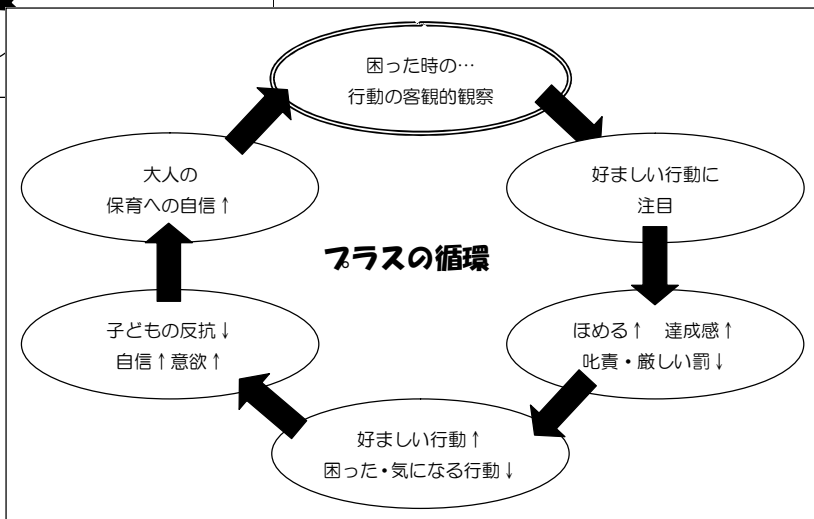 困った時の…
行動の客観的観察
好ましい行動に
注目
ほめる↑　達成感↑
叱責・厳しい罰↓
好ましい行動↑
困った・気になる行動↓
子どもの反抗↓
自信↑意欲↑
大人の
保育への自信↑
プラスの循環